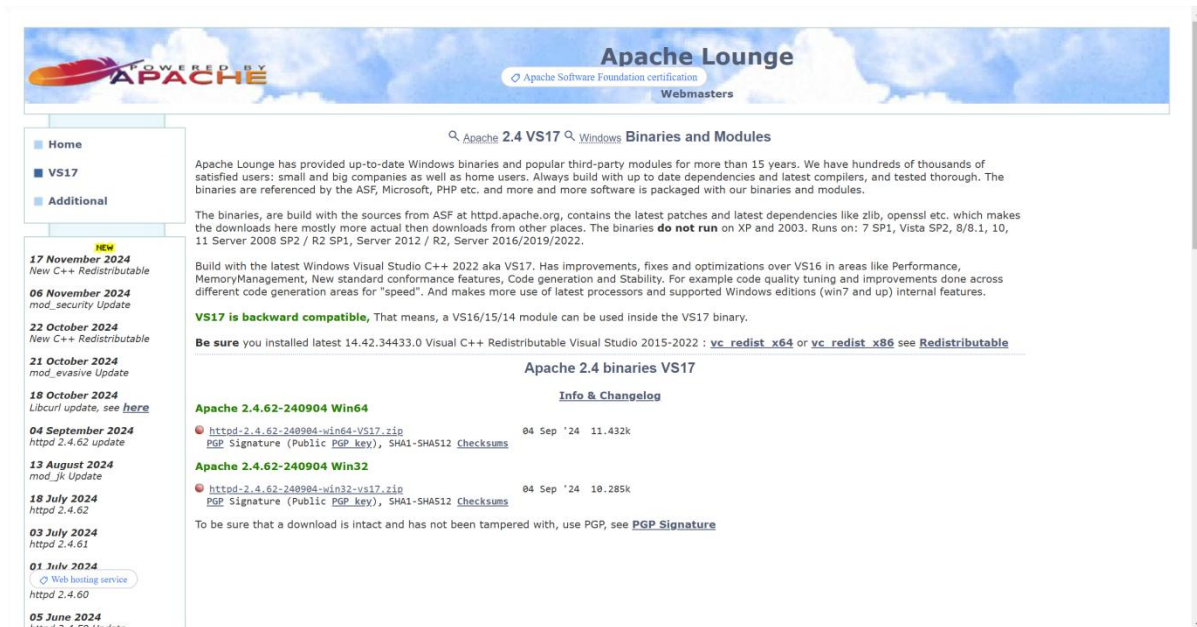 POWERED BY
APACHE
Apache Lounge
Apache Software Foundation certification
Webmasters
Home
VS17
Additional
NEW
17 November 2024
New C++ Redistributable
06 November 2024
mod_security Update
22 October 2024
New C++ Redistributable
21 October 2024
mod_evasive Update
18 October 2024
Libcurl update, see here
04 September 2024
httpd 2.4.62 update
13 August 2024
mod_jk Update
18 July 2024
httpd 2.4.62
03 July 2024
httpd 2.4.61
01 July 2024
Web hosting service
httpd 2.4.60
05 June 2024
Apache 2.4 VS17 Windows Binaries and Modules
Apache Lounge has provided up-to-date Windows binaries and popular third-party modules for more than 15 years. We have hundreds of thousands of
satisfied users: small and big companies as well as home users. Always build with up to date dependencies and latest compilers, and tested thorough. The
binaries are referenced by the ASF, Microsoft, PHP etc. and more and more software is packaged with our binaries and modules.
The binaries, are build with the sources from ASF at httpd.apache.org, contains the latest patches and latest dependencies like zlib, openssl etc. which makes
the downloads here mostly more actual then downloads from other places. The binaries do not run on XP and 2003. Runs on: 7 SP1, Vista SP2, 8/8.1, 10,
11 Server 2008 SP2 / R2 SP1, Server 2012 / R2, Server 2016/2019/2022.
Build with the latest Windows Visual Studio C++ 2022 aka VS17. Has improvements, fixes and optimizations over VS16 in areas like Performance,
MemoryManagement, New standard conformance features, Code generation and Stability. For example code quality tuning and improvements done across
different code generation areas for "speed". And makes more use of latest processors and supported Windows editions (win7 and up) internal features.
VS17 is backward compatible, That means, a VS16/15/14 module can be used inside the VS17 binary.
Be sure you installed latest 14.42.34433.0 Visual C++ Redistributable Visual Studio 2015-2022 : vc_redist_x64 or vc_redist_x86 see Redistributable
Apache 2.4 binaries VS17
Info & Changelog
Apache 2.4.62-240904 Win64
httpd-2.4.62-240904-win64-VS17.zip 04 Sep '24 11.432k
PGP Signature (Public PGP key), SHA1-SHA512 Checksums
Apache 2.4.62-240904 Win32
httpd-2.4.62-240904-win32-vs17.zip 04 Sep '24 10.285k
PGP Signature (Public PGP key), SHA1-SHA512 Checksums
To be sure that a download is intact and has not been tampered with, use PGP, see PGP Signature